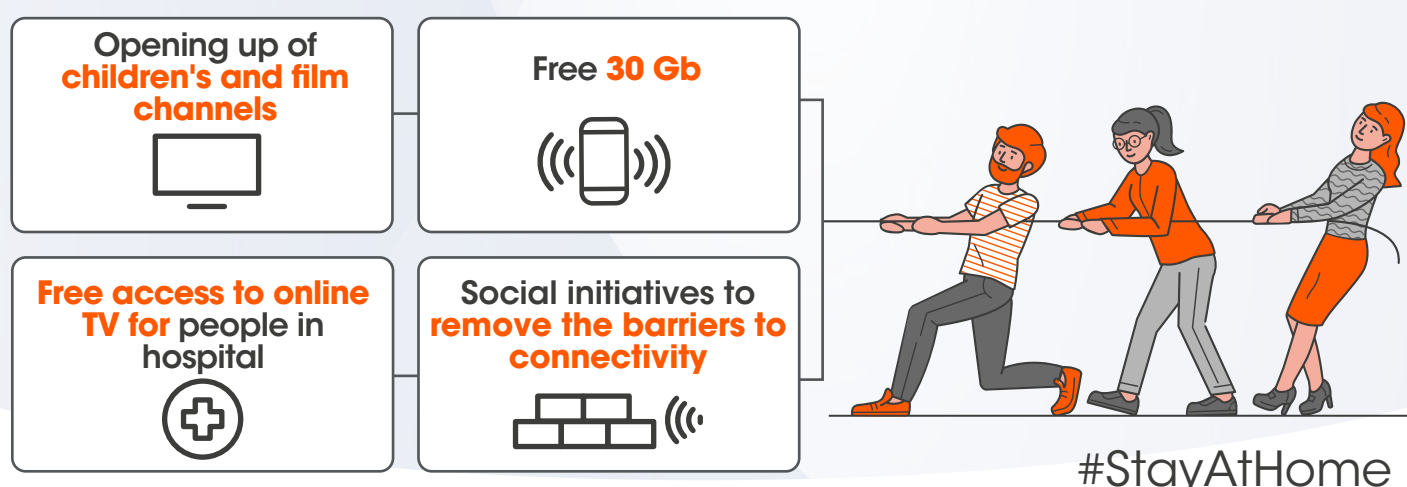 Opening up of
children's and film
channels
Free 30 Gb
Free access to online
TV for people in
hospital
Social initiatives to
remove the barriers to
connectivity
#StayAtHome